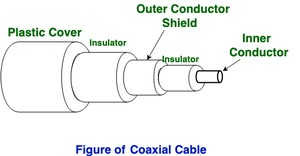 Outer Conductor
Shield
Plastic Cover
Insulator
Insulator
Inner
Conductor
Figure of Coaxial Cable